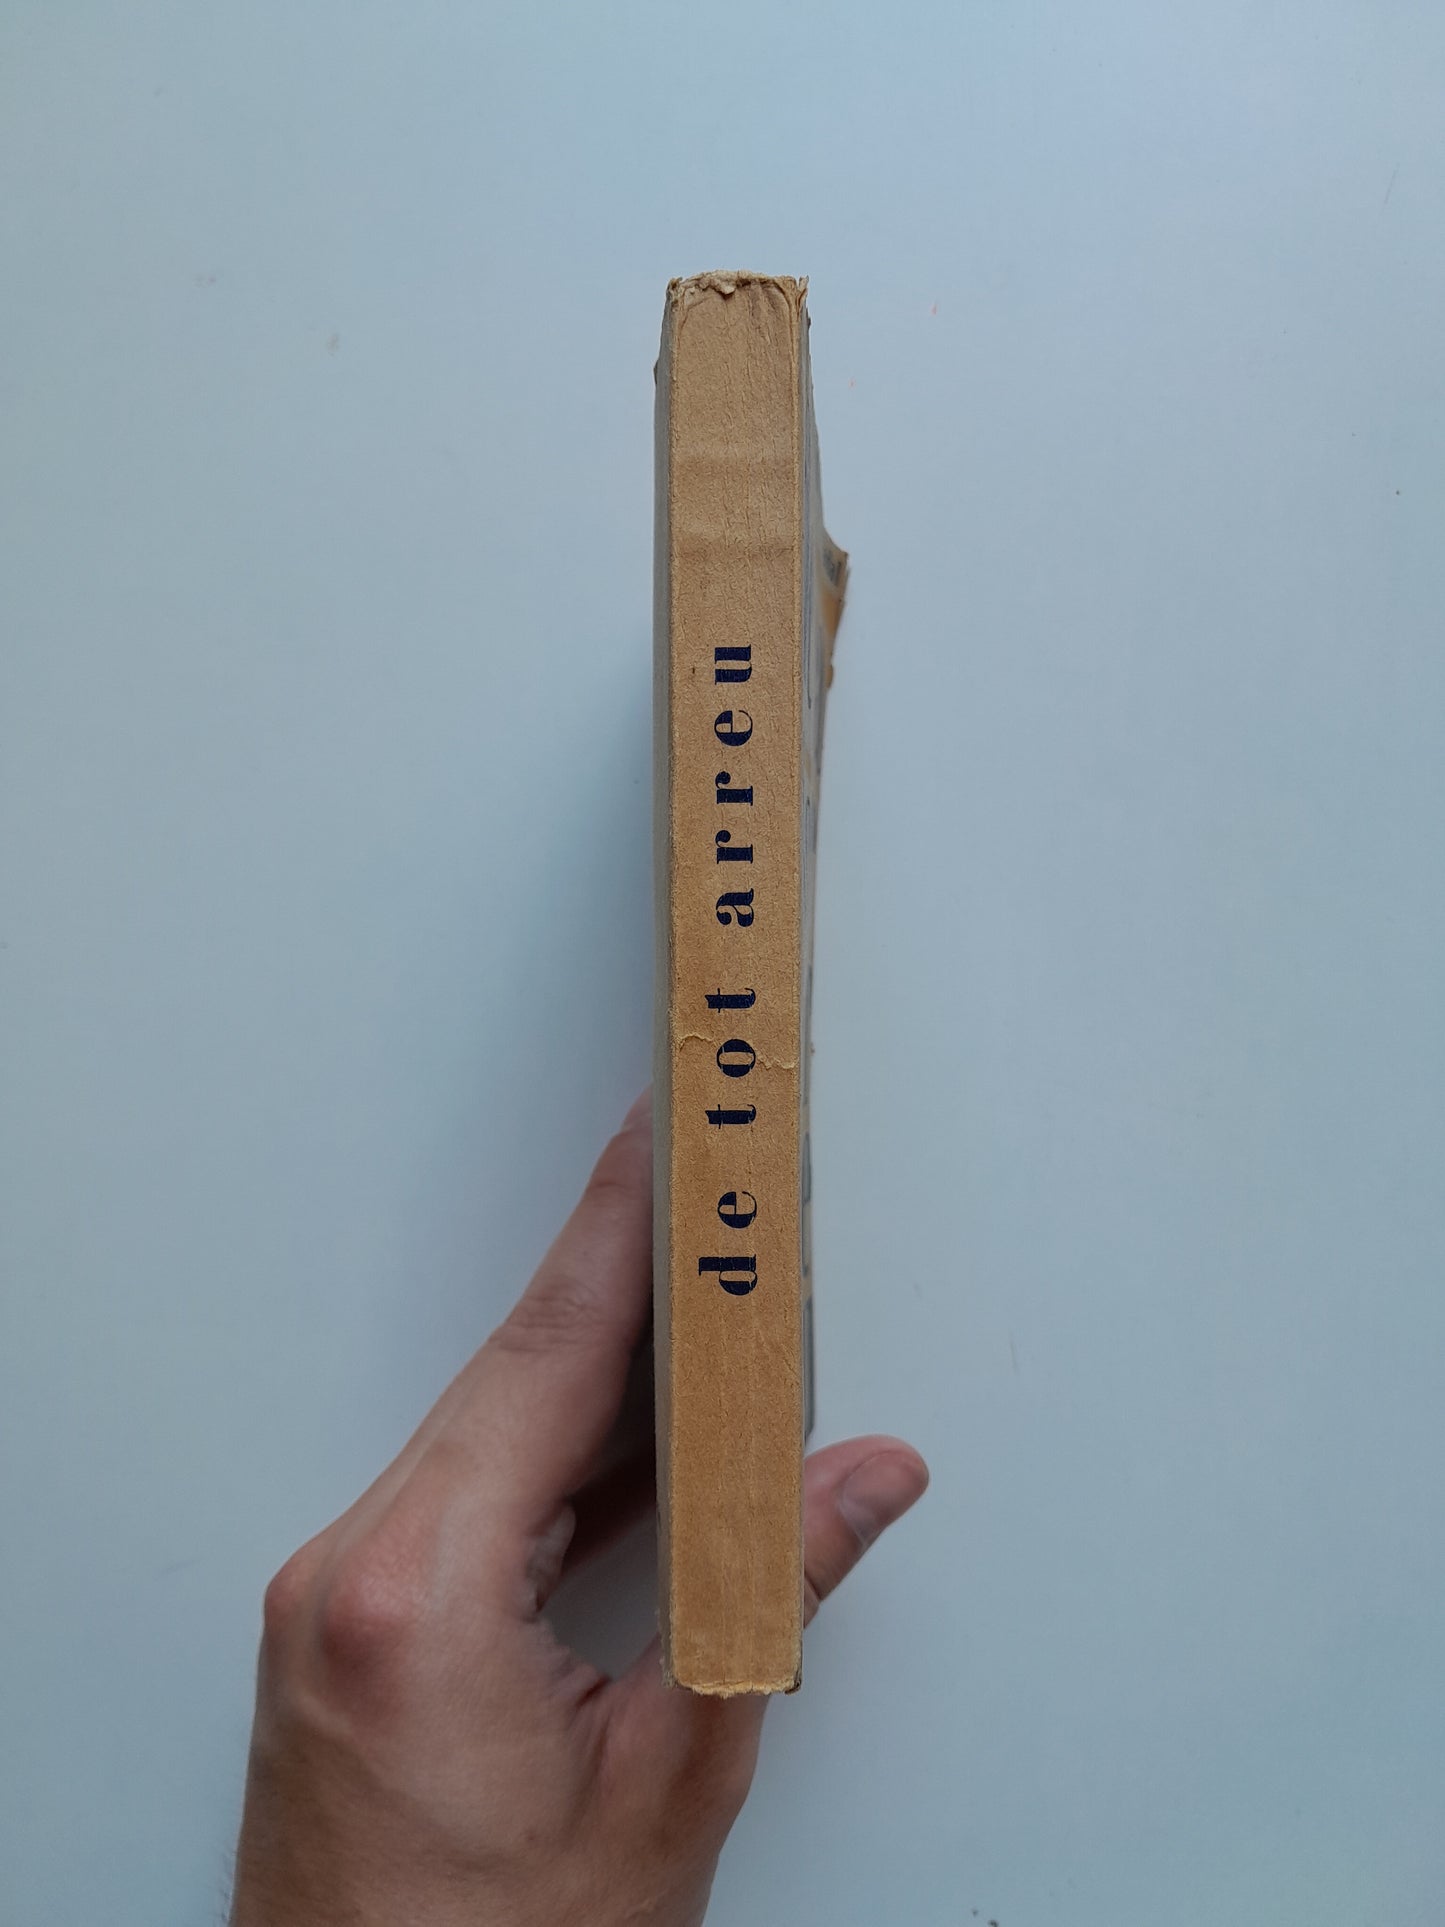 de tot arreu